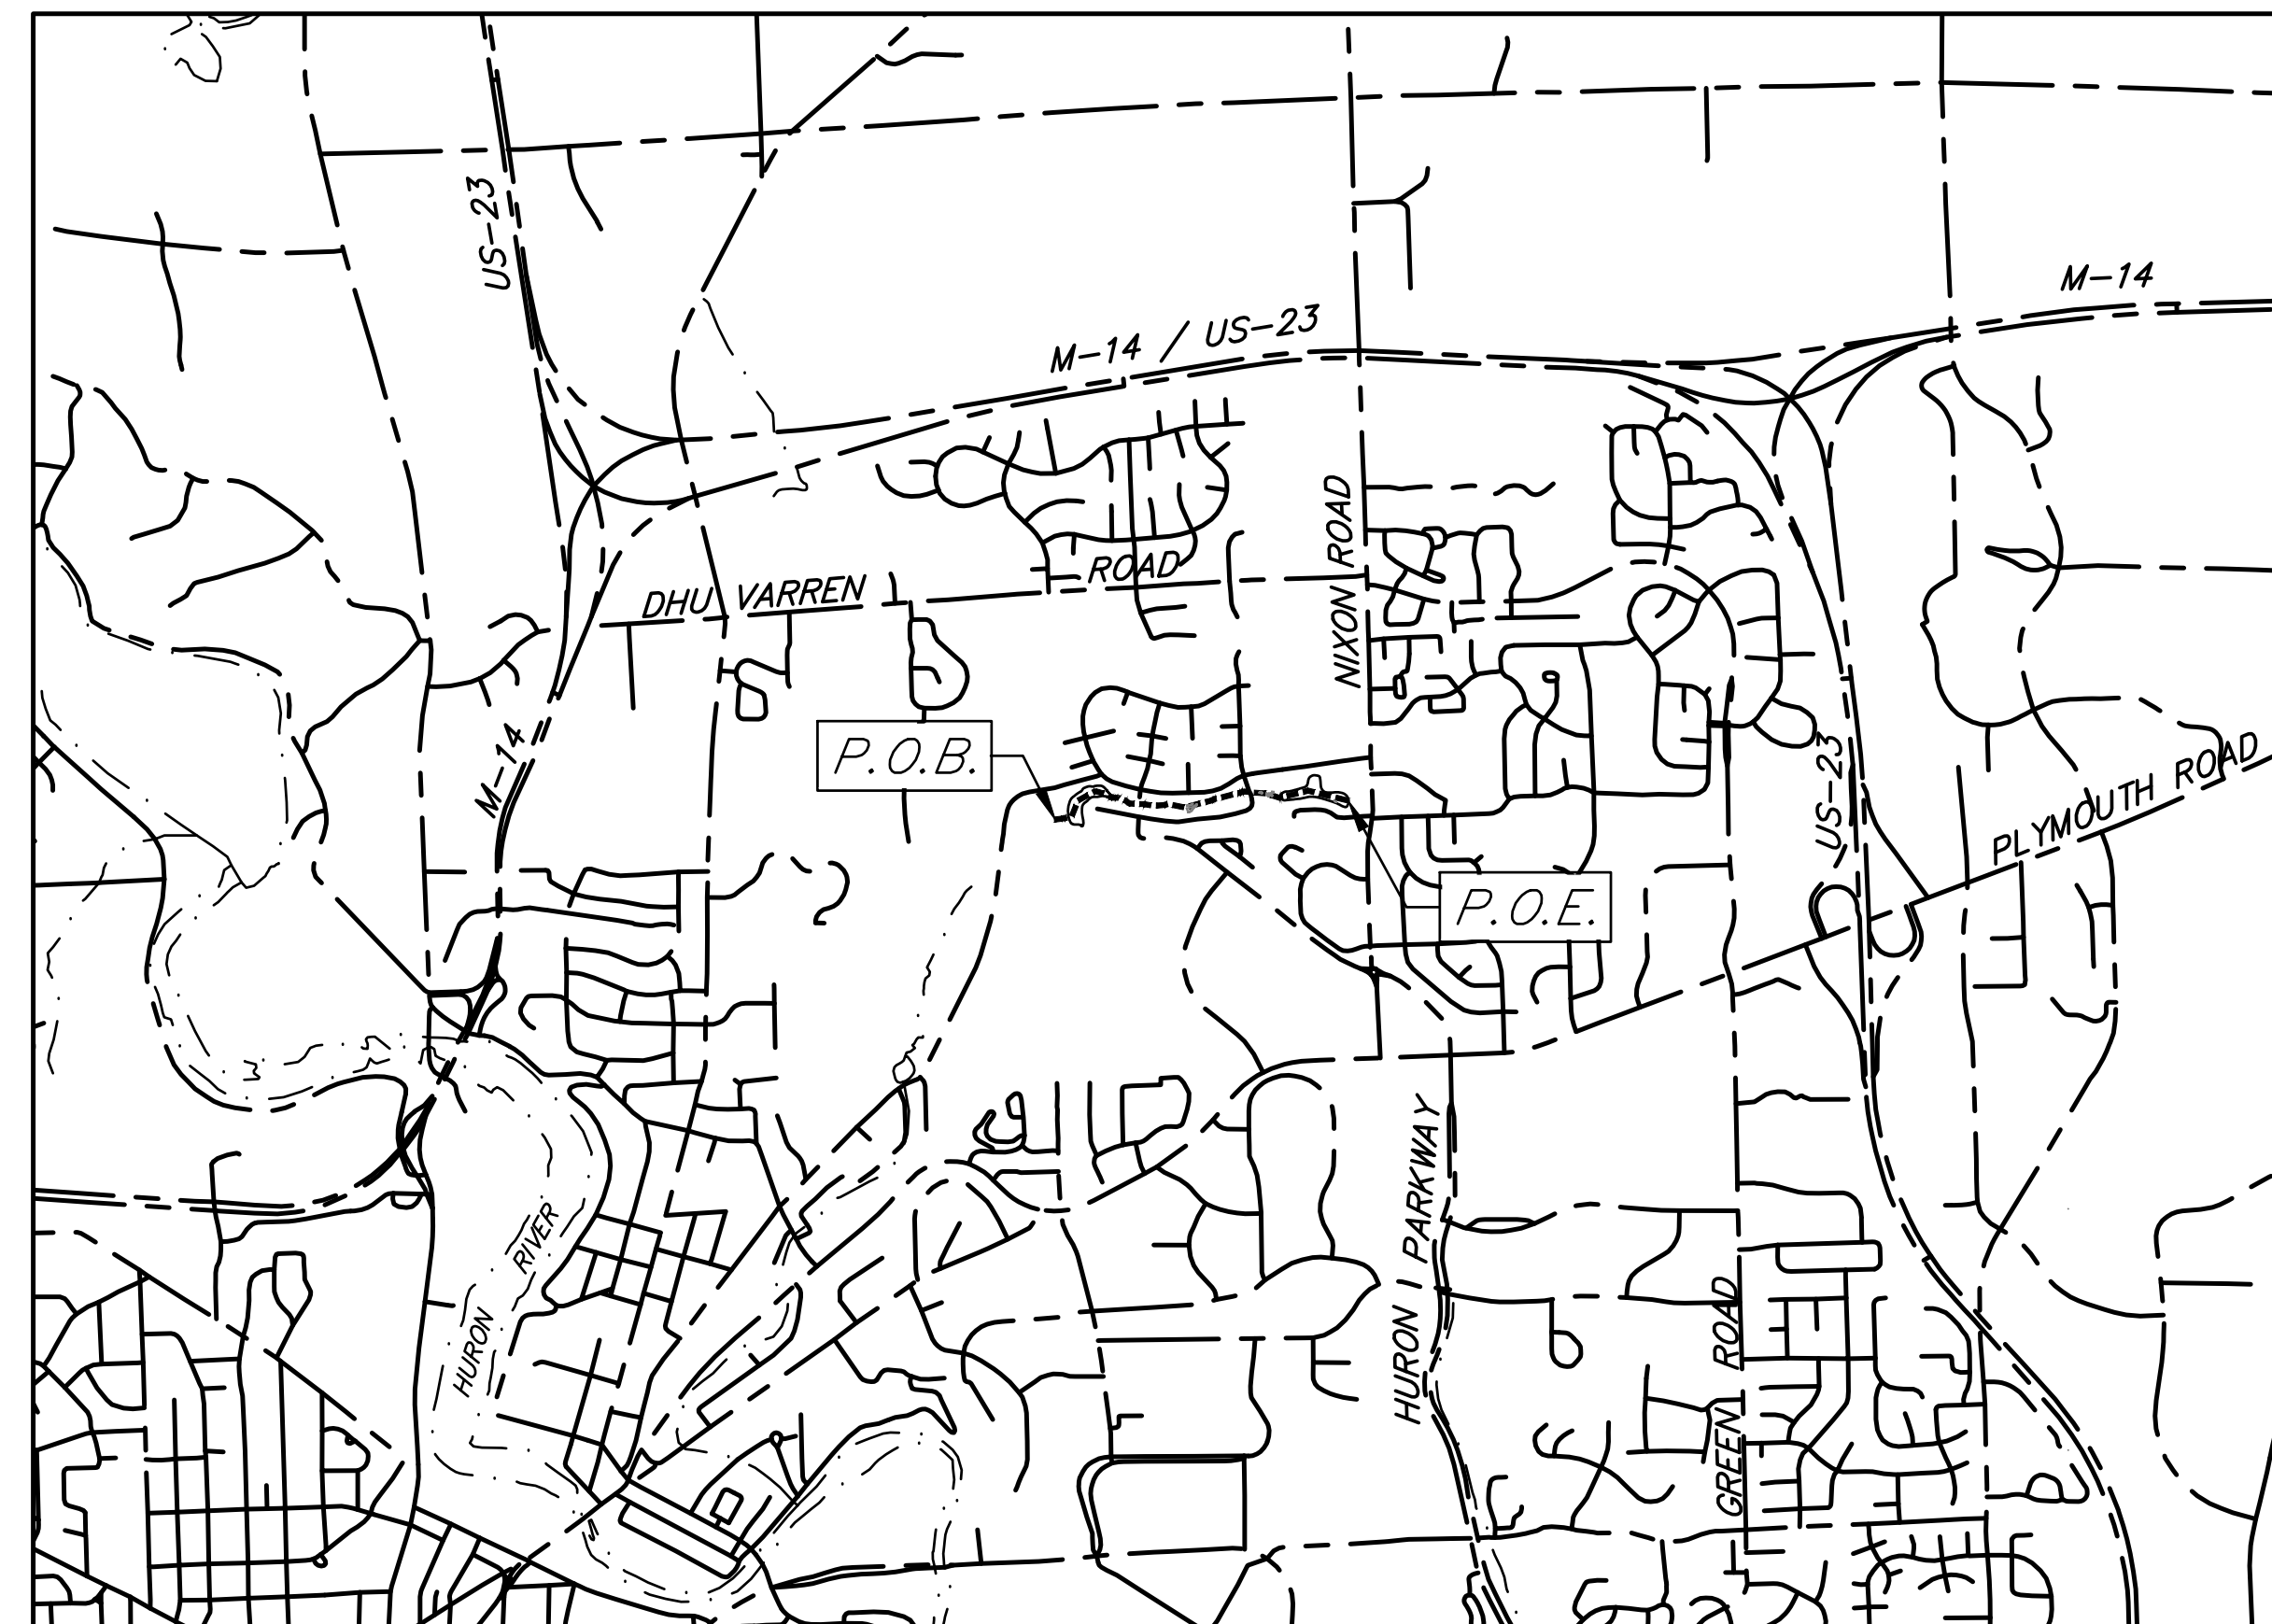 US-23
M-14
M-14 / US-23
NIXON ROAD
DHU VARREN ROAD
M-14
P.O.B.
US-23
PLYMOUTH ROAD
P.O.E.
HURON PARKWAY
HURON RIVER
GREEN ROAD